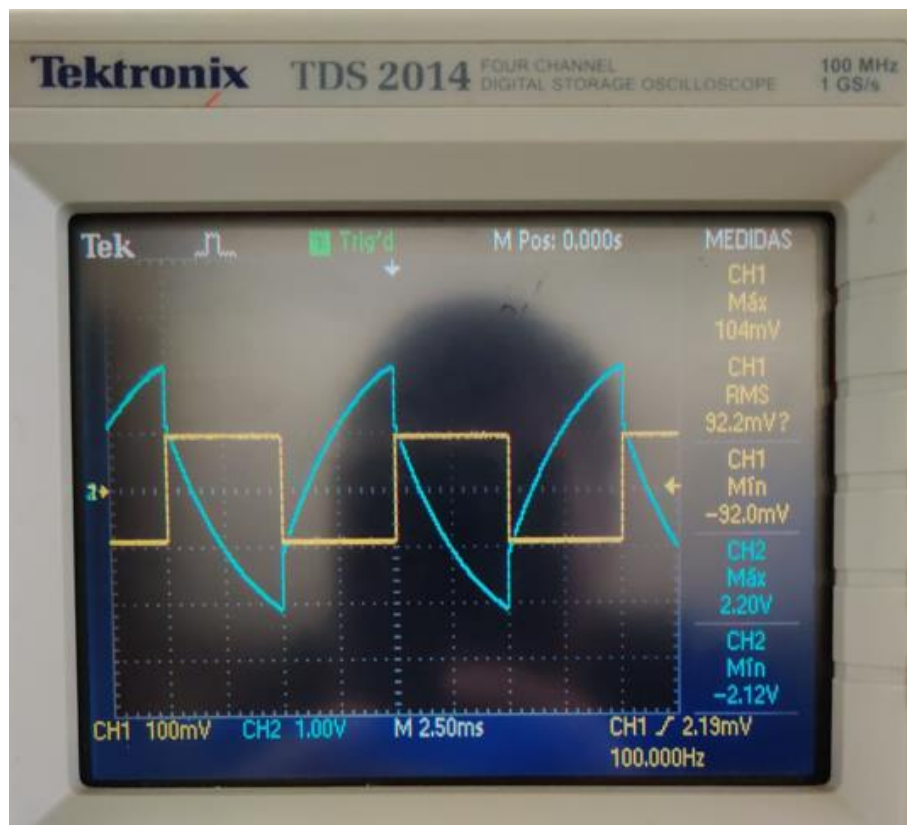 Tektronix TDS 2014 FOUR CHANNEL DIGITAL STORAGE OSCILLOSCOPE 100 MHz 1 GS/s
Tek Trig'd M Pos: 0.000s MEDIDAS
CH1
Máx
104mV
CH1
RMS
92.2mV?
CH1
Mín
-92.0mV
CH2
Máx
2.20V
CH2
Mín
-2.12V
CH1 100mV CH2 1.00V M 2.50ms CH1 2.19mV
100.000Hz